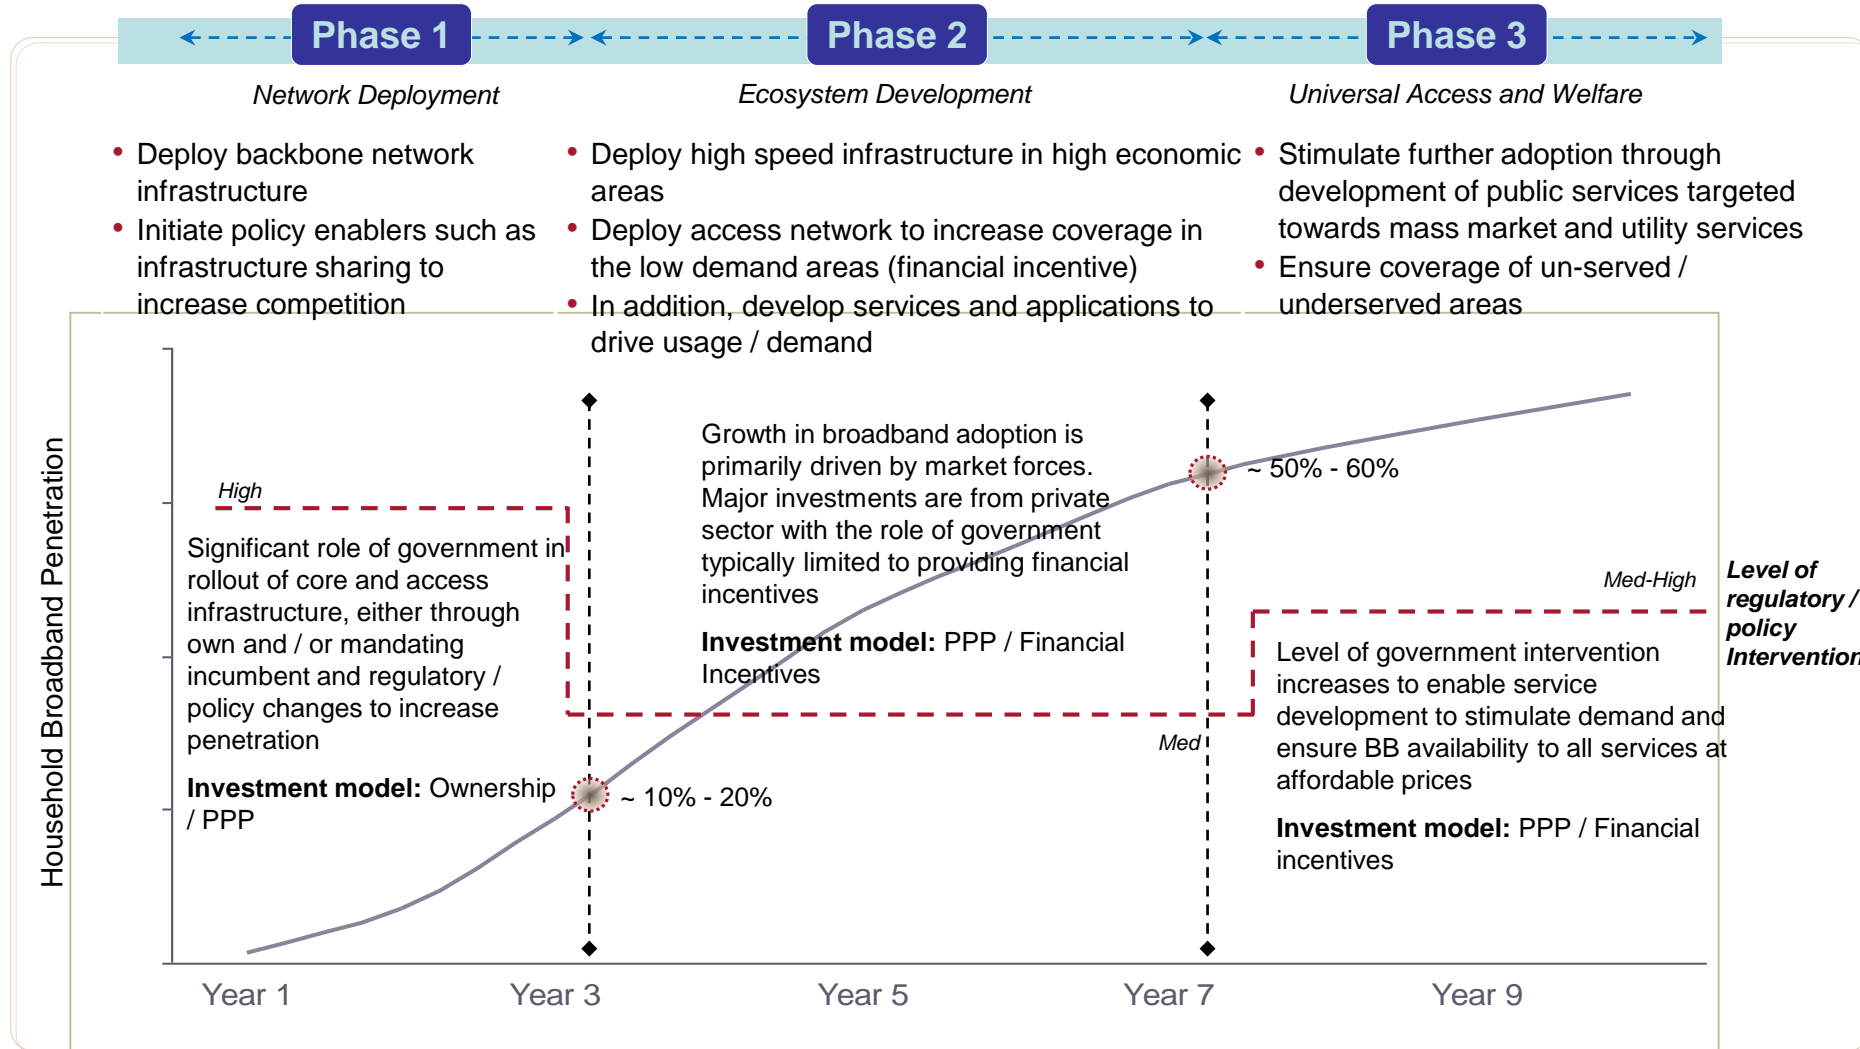 Phase 1
Phase 2
Phase 3
Network Deployment
Ecosystem Development
Universal Access and Welfare
• Deploy backbone network
infrastructure
• Initiate policy enablers such as
infrastructure sharing to
increase competition
• Deploy high speed infrastructure in high economic
areas
• Deploy access network to increase coverage in
the low demand areas (financial incentive)
• In addition, develop services and applications to
drive usage / demand
• Stimulate further adoption through
development of public services targeted
towards mass market and utility services
• Ensure coverage of un-served /
underserved areas
Household Broadband Penetration
High
Significant role of government in
rollout of core and access
infrastructure, either through
own and / or mandating
incumbent and regulatory /
policy changes to increase
penetration
Investment model: Ownership
/ PPP
~ 10% - 20%
Growth in broadband adoption is
primarily driven by market forces.
Major investments are from private
sector with the role of government
typically limited to providing financial
incentives
Investment model: PPP / Financial
Incentives
Med
~ 50% - 60%
Med-High
Level of government intervention
increases to enable service
development to stimulate demand and
ensure BB availability to all services at
affordable prices
Investment model: PPP / Financial
incentives
Level of
regulatory /
policy
Intervention
Year 1
Year 3
Year 5
Year 7
Year 9